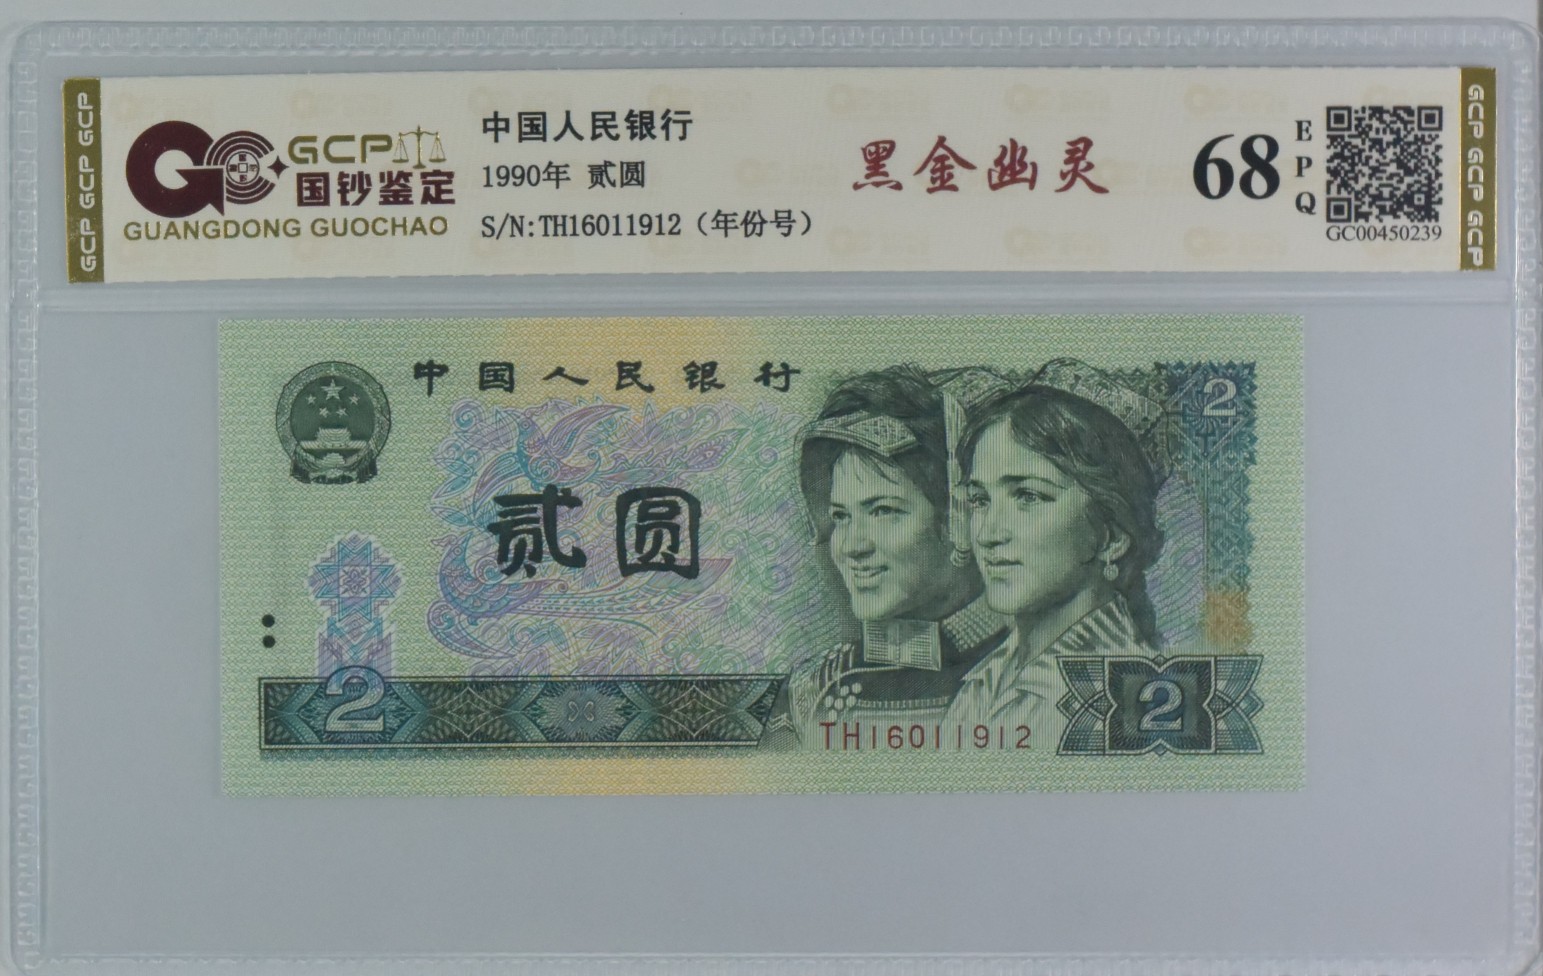 GCP GCP GCP
GCP
国钞鉴定
GUANGDONG GUOCHAO
中国人民银行
1990年 贰圆
S/N:TH16011912（年份号）
黑金幽灵
68
EPQ
GC00450239
GCP GCP GCP
中国人民银行
2
贰圆
2
TH16011912
2